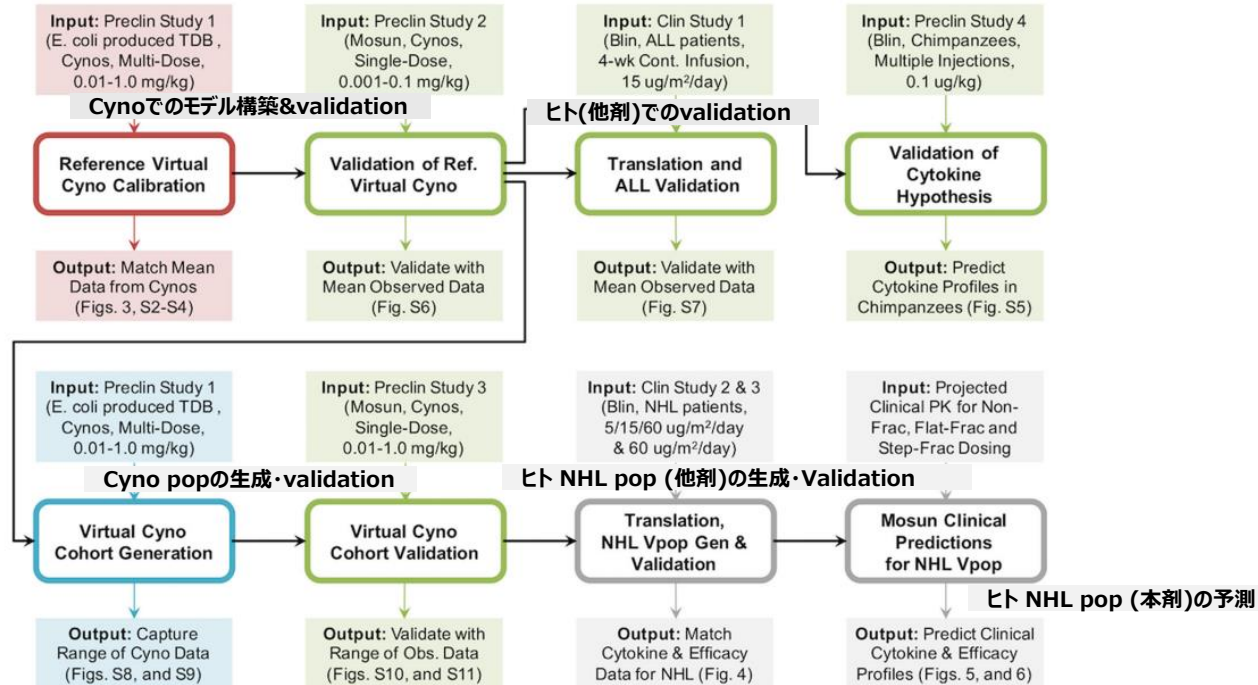 Input: Preclin Study 1
(E. coli produced TDB ,
Cynos, Multi-Dose,
0.01-1.0 mg/kg)
Input: Preclin Study 2
(Mosun, Cynos,
Single-Dose,
0.001-0.1 mg/kg)
Input: Clin Study 1
(Blin, ALL patients,
4-wk Cont. Infusion,
15 ug/m²/day)
Input: Preclin Study 4
(Blin, Chimpanzees,
Multiple Injections,
0.1 ug/kg)
Cynoでのモデル構築&validation
ヒト(他剤)でのvalidation
Reference Virtual
Cyno Calibration
Validation of Ref.
Virtual Cyno
Translation and
ALL Validation
Validation of
Cytokine
Hypothesis
Output: Match Mean
Data from Cynos
(Figs. 3, S2-S4)
Output: Validate with
Mean Observed Data
(Fig. S6)
Output: Validate with
Mean Observed Data
(Fig. S7)
Output: Predict
Cytokine Profiles in
Chimpanzees (Fig. S5)
Input: Preclin Study 1
(E. coli produced TDB ,
Cynos, Multi-Dose,
0.01-1.0 mg/kg)
Input: Preclin Study 3
(Mosun, Cynos,
Single-Dose,
0.01-1.0 mg/kg)
Input: Clin Study 2 & 3
(Blin, NHL patients,
5/15/60 ug/m²/day
& 60 ug/m²/day)
Input: Projected
Clinical PK for Non-
Frac, Flat-Frac and
Step-Frac Dosing
Cyno popの生成・validation
ヒト NHL pop (他剤)の生成・Validation
Virtual Cyno
Cohort Generation
Virtual Cyno
Cohort Validation
Translation,
NHL Vpop Gen &
Validation
Mosun Clinical
Predictions
for NHL Vpop
ヒト NHL pop (本剤)の予測
Output: Capture
Range of Cyno Data
(Figs. S8, and S9)
Output: Validate with
Range of Obs. Data
(Figs. S10, and S11)
Output: Match
Cytokine & Efficacy
Data for NHL (Fig. 4)
Output: Predict Clinical
Cytokine & Efficacy
Profiles (Figs. 5, and 6)